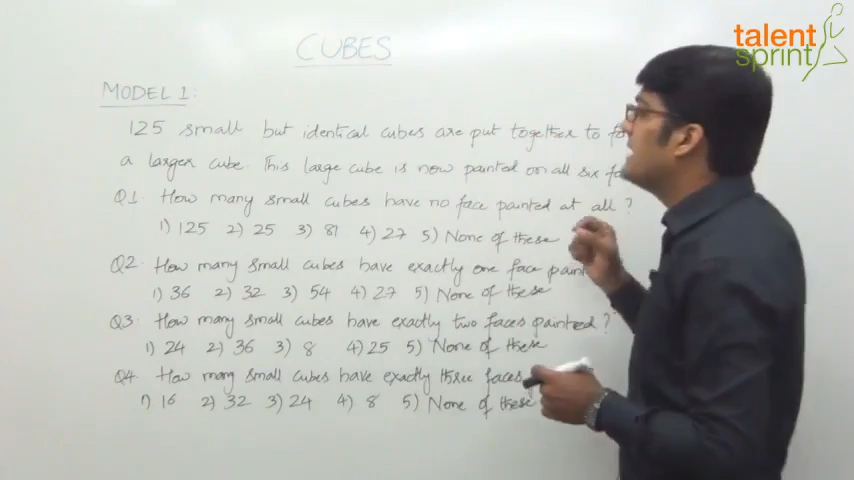 talent
sprint
CUBES
MODEL 1:
125 small but identical cubes are put together to
a larger cube. This large cube is now painted on all six
Q1. How many small cubes have no face painted at all?
1) 125 2) 25 3) 81 4) 27 5) None of these
Q2. How many small cubes have exactly one face
1) 36 2) 32 3) 54 4) 27 5) None of these
Q3. How many small cubes have exactly two faces painted?
1) 24 2) 36 3) 8 4) 25 5) None of these
Q4. How many small cubes have exactly three faces
1) 16 2) 32 3) 24 4) 8 5) None of these